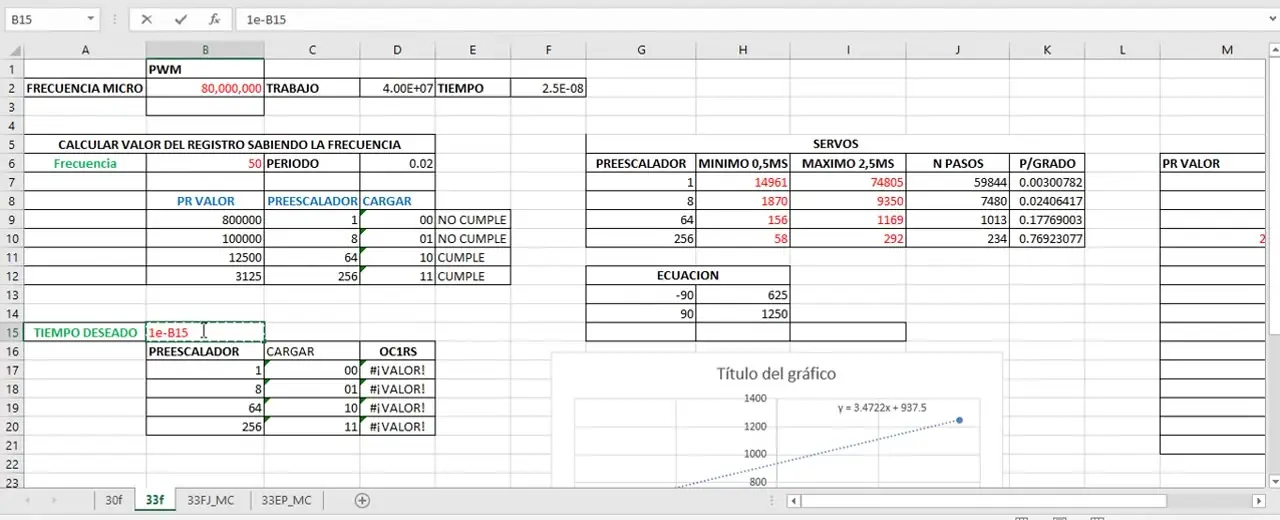 B15 fx 1e-B15
A B C D E F G H I J K L M
1 PWM
2 FRECUENCIA MICRO 80,000,000 TRABAJO 4.00E+07 TIEMPO 2.5E-08
3
4
5 CALCULAR VALOR DEL REGISTRO SABIENDO LA FRECUENCIA SERVOS
6 Frecuencia 50 PERIODO 0.02 PREESCALADOR MINIMO 0,5MS MAXIMO 2,5MS N PASOS P/GRADO PR VALOR
7 1 14961 74805 59844 0.00300782
8 PR VALOR PREESCALADOR CARGAR 8 1870 9350 7480 0.02406417
9 800000 1 00 NO CUMPLE 64 156 1169 1013 0.17769003
10 100000 8 01 NO CUMPLE 256 58 292 234 0.76923077 2
11 12500 64 10 CUMPLE
12 3125 256 11 CUMPLE ECUACION
13 -90 625
14 90 1250
15 TIEMPO DESEADO 1e-B15
16 PREESCALADOR CARGAR OC1RS
17 1 00 #¡VALOR!
18 8 01 #¡VALOR!
19 64 10 #¡VALOR!
20 256 11 #¡VALOR!
21
22
23
Título del gráfico
1400
y = 3.4722x + 937.5
1200
1000
800
30f 33f 33FJ_MC 33EP_MC